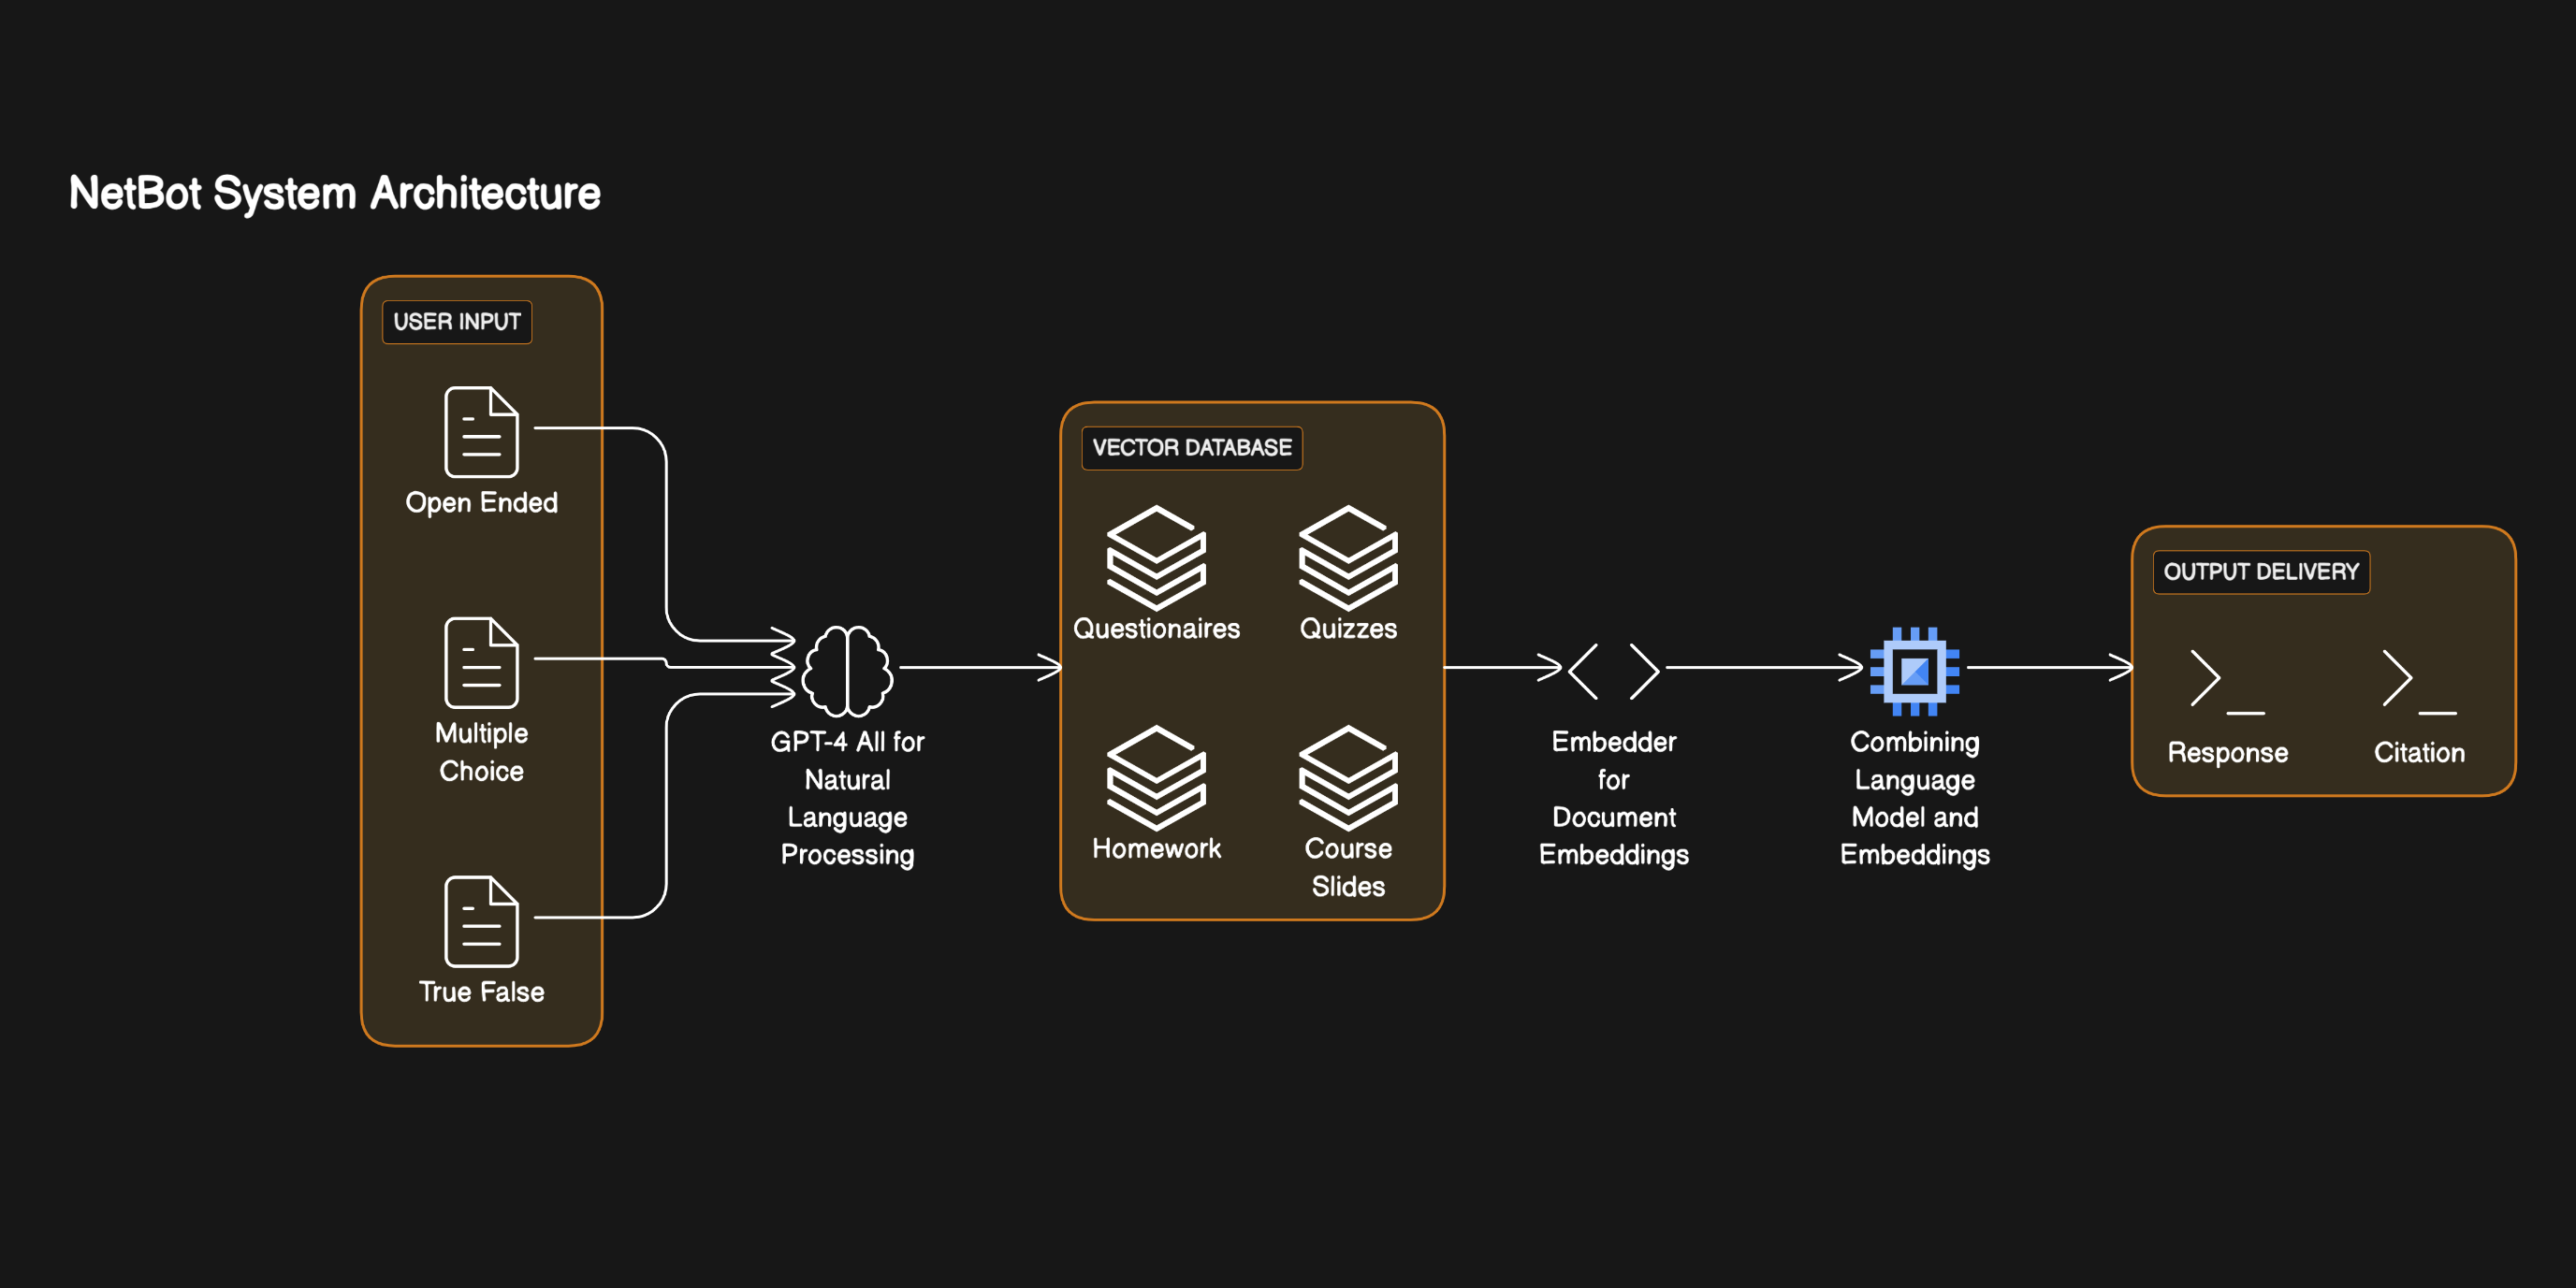 NetBot System Architecture
USER INPUT
Open Ended
Multiple
Choice
True False
GPT-4 All for
Natural
Language
Processing
VECTOR DATABASE
Questionaires
Quizzes
Homework
Course
Slides
Embedder
for
Document
Embeddings
Combining
Language
Model and
Embeddings
OUTPUT DELIVERY
Response
Citation